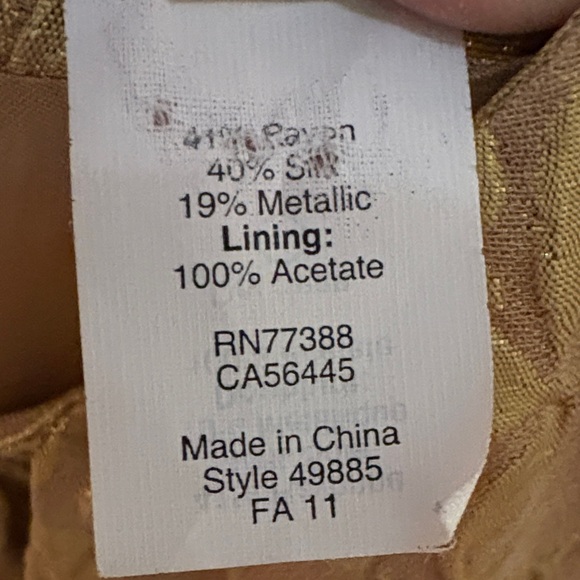 41% Rayon
40% Silk
19% Metallic
Lining:
100% Acetate
RN77388
CA56445
Made in China
Style 49885
FA 11